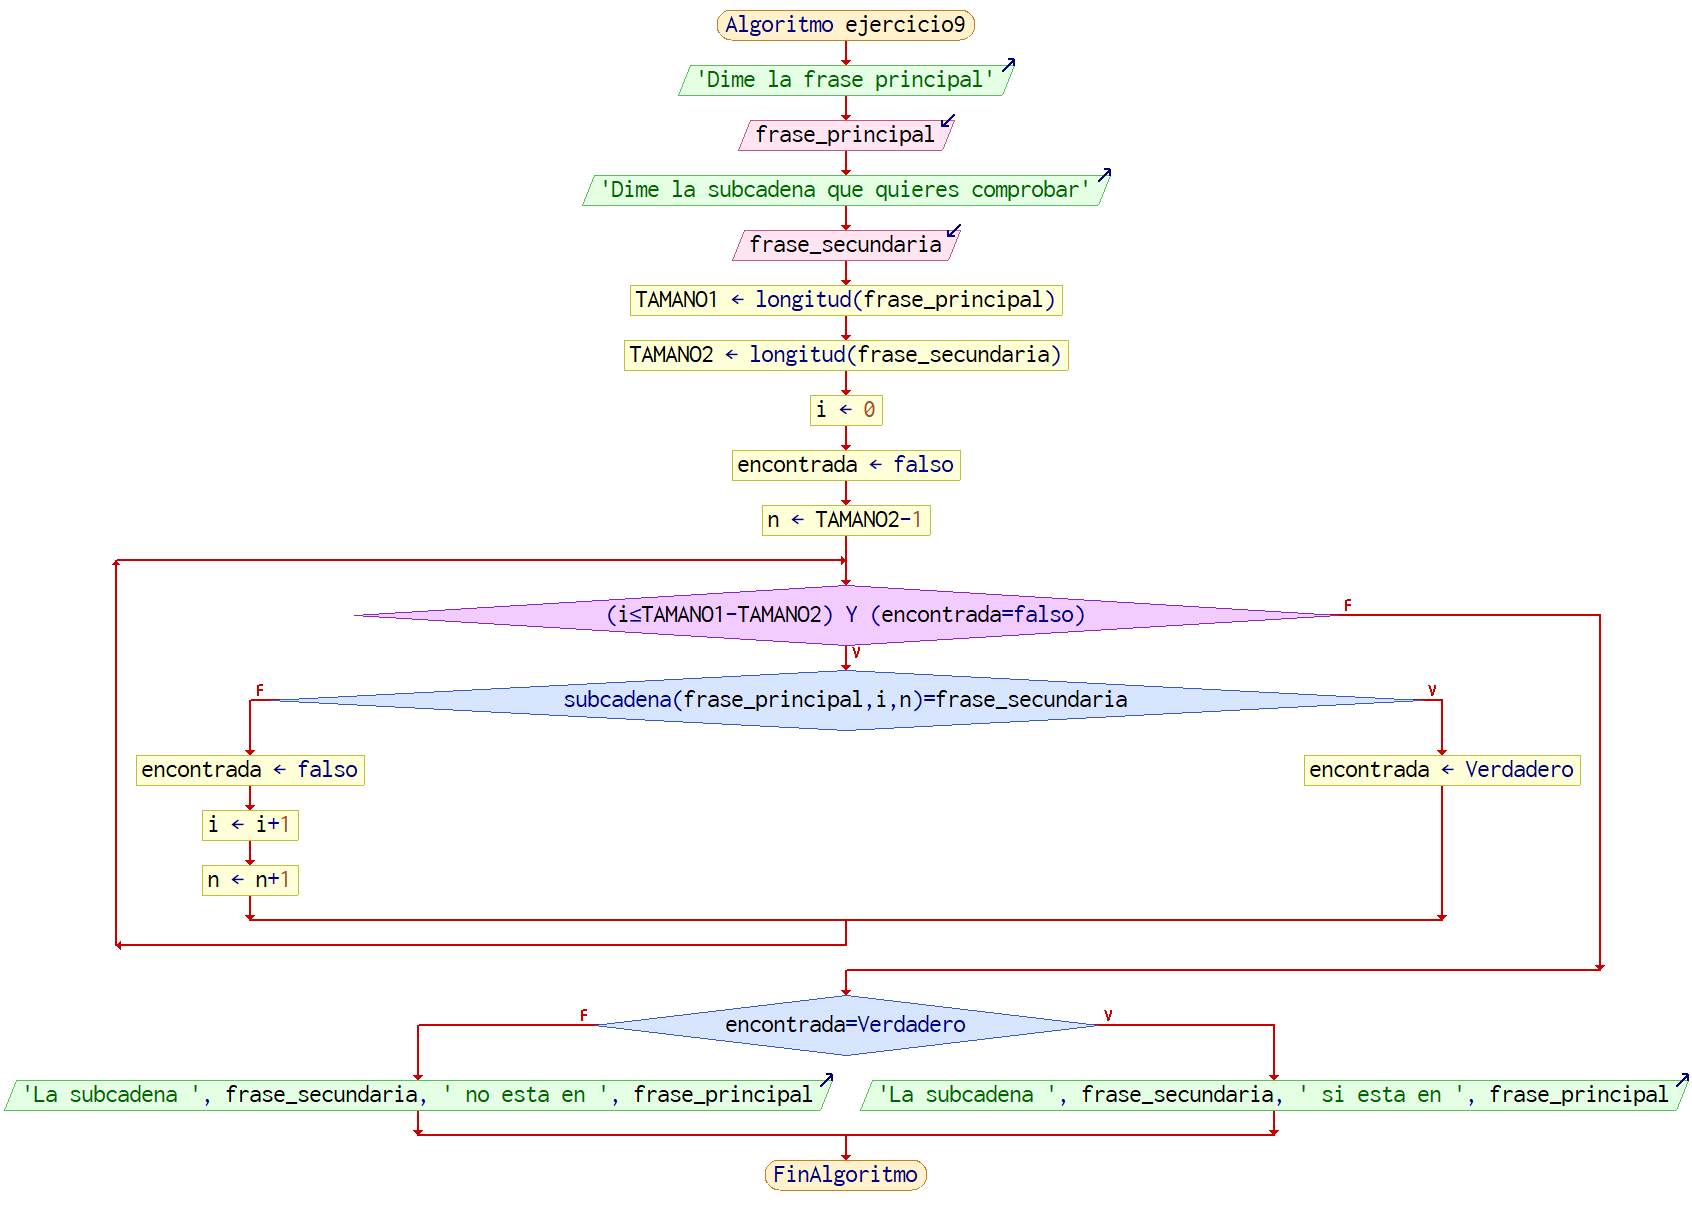 Algoritmo ejercicio9
'Dime la frase principal'
frase_principal
'Dime la subcadena que quieres comprobar'
frase_secundaria
TAMANO1 ← longitud(frase_principal)
TAMANO2 ← longitud(frase_secundaria)
i ← 0
encontrada ← falso
n ← TAMANO2-1
(i≤TAMANO1-TAMANO2) Y (encontrada=falso)
F
V
subcadena(frase_principal,i,n)=frase_secundaria
F
V
encontrada ← falso
encontrada ← Verdadero
i ← i+1
n ← n+1
encontrada=Verdadero
F
V
'La subcadena ', frase_secundaria, ' no esta en ', frase_principal
'La subcadena ', frase_secundaria, ' si esta en ', frase_principal
FinAlgoritmo